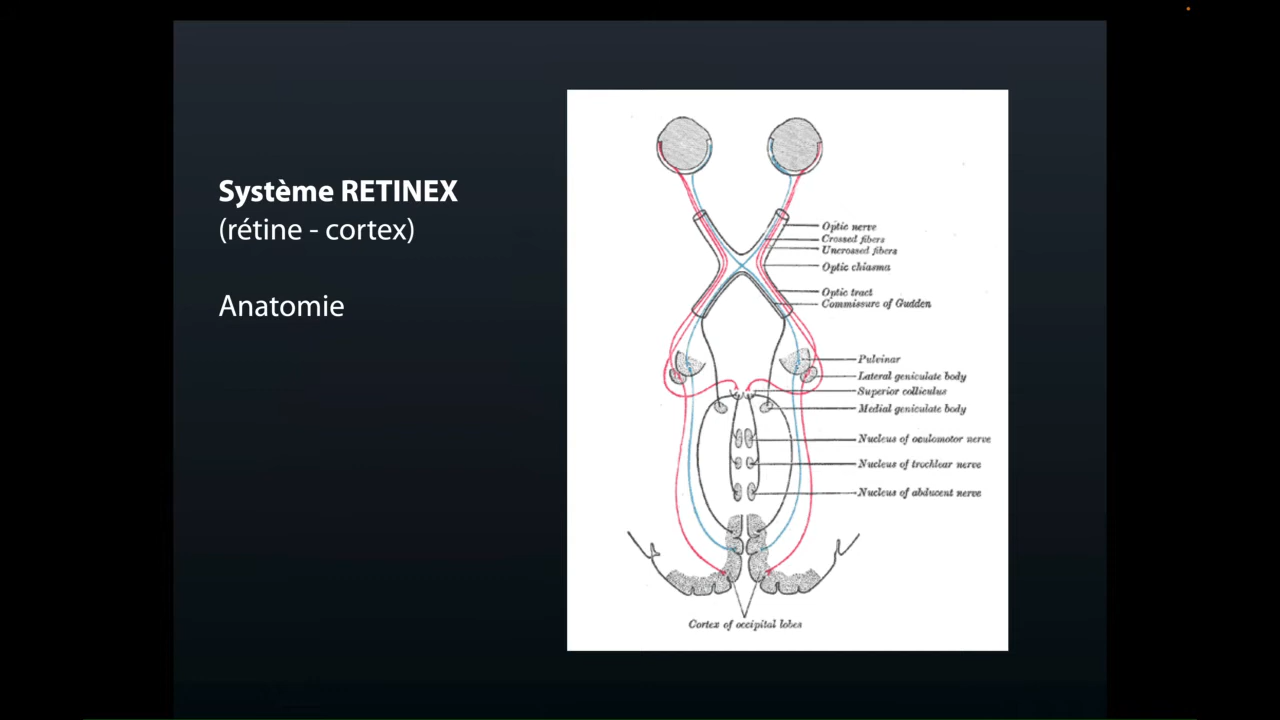 Système RETINEX
(rétine - cortex)
Anatomie
Optic nerve
Crossed fibers
Uncrossed fibers
Optic chiasma
Optic tract
Commissure of Gudden
Pulvinar
Lateral geniculate body
Superior colliculus
Medial geniculate body
Nucleus of oculomotor nerve
Nucleus of trochlear nerve
Nucleus of abducent nerve
Cortex of occipital lobes